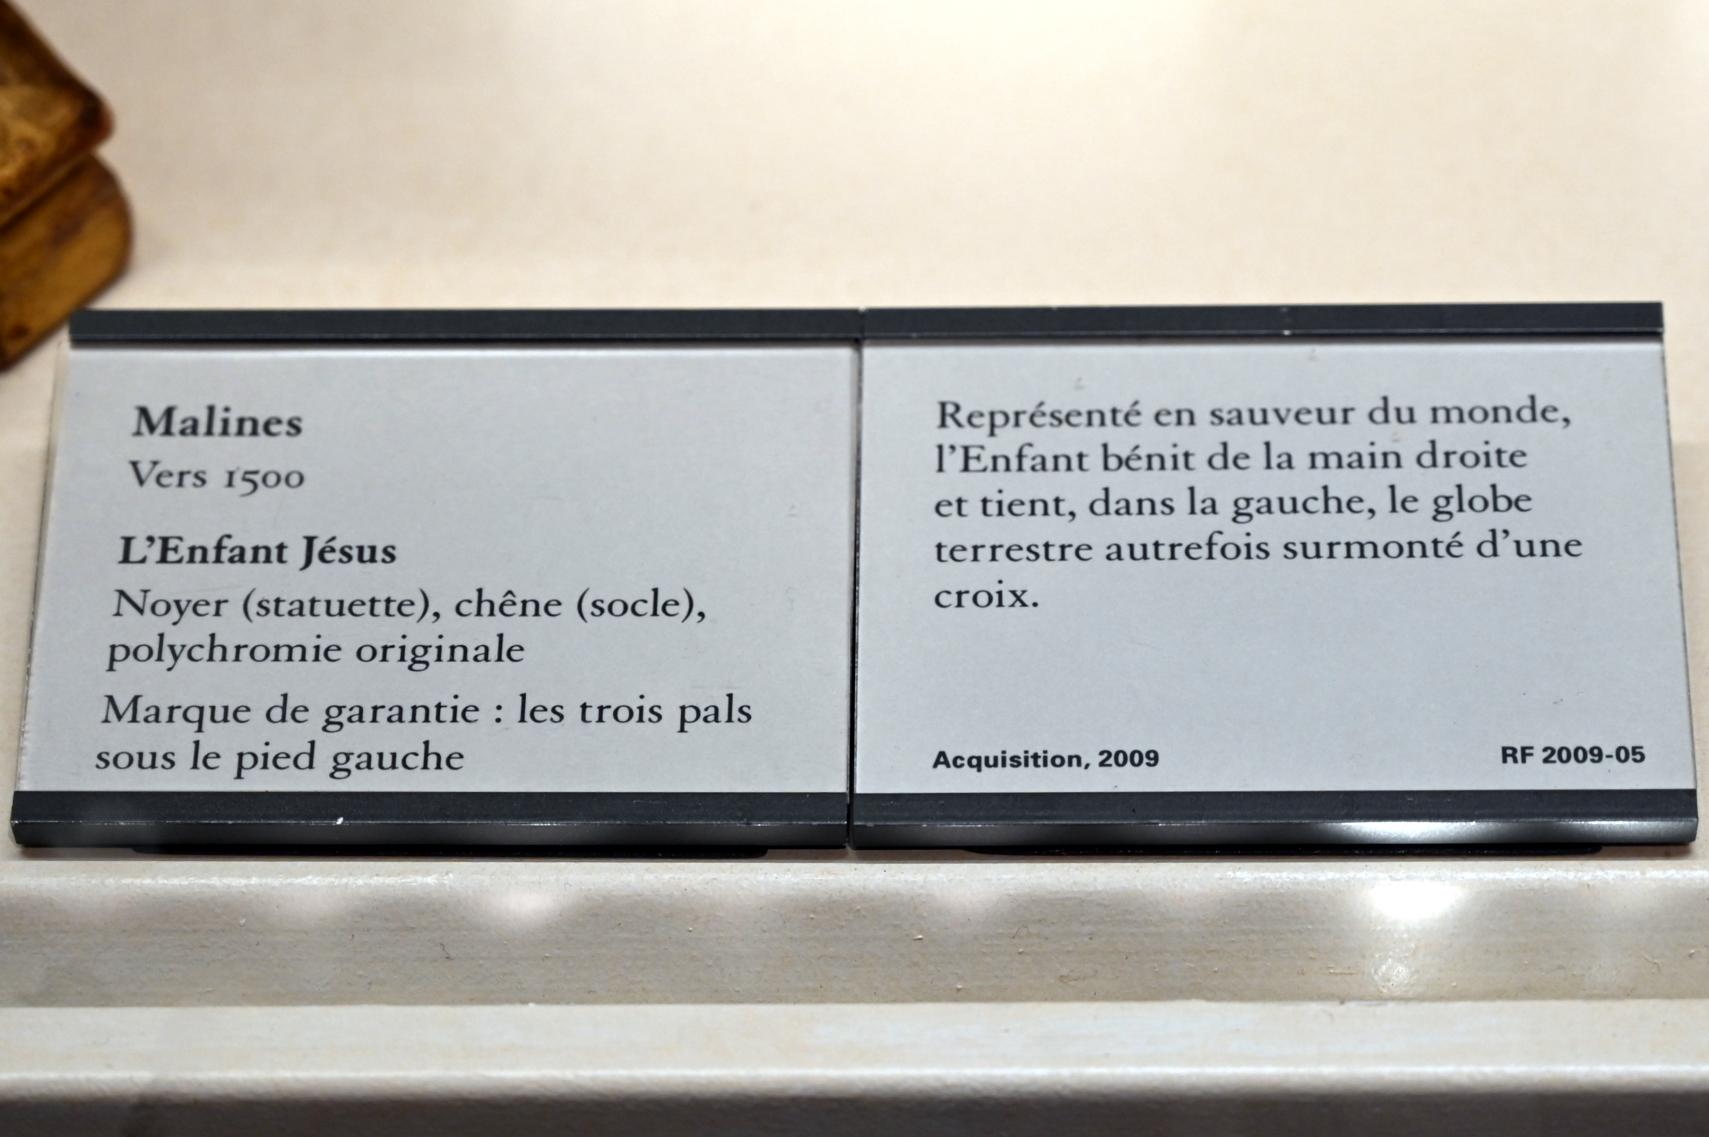 Malines
Vers 1500
L'Enfant Jésus
Noyer (statuette), chêne (socle),
polychromie originale
Marque de garantie : les trois pals
sous le pied gauche
Représenté en sauveur du monde,
l'Enfant bénit de la main droite
et tient, dans la gauche, le globe
terrestre autrefois surmonté d'une
croix.
Acquisition, 2009
RF 2009-05